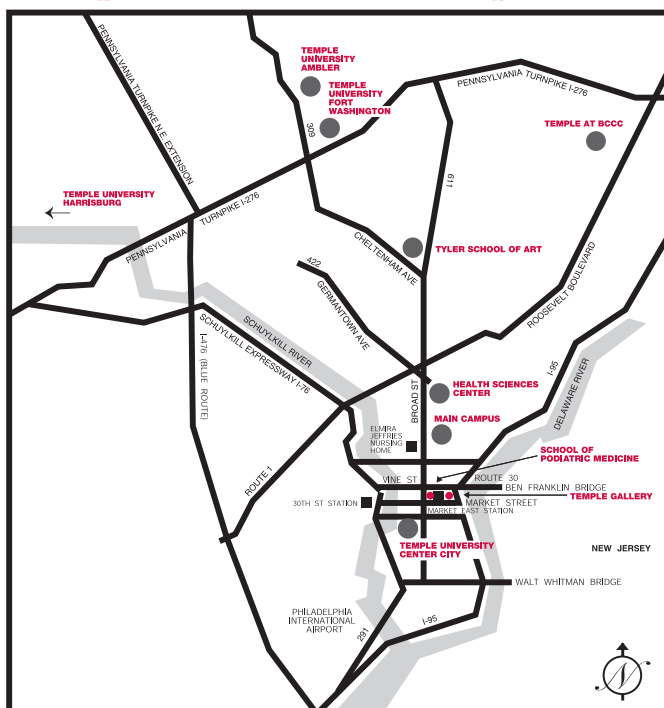 TEMPLE
UNIVERSITY
AMBLER
TEMPLE
UNIVERSITY
FORT
WASHINGTON
PENNSYLVANIA TURNPIKE N.E. EXTENSION
309
PENNSYLVANIA
TURNPIKE I-276
TEMPLE AT BCCC
611
TEMPLE UNIVERSITY
HARRISBURG
PENNSYLVANIA
TURNPIKE I-276
CHELTENHAM AVE
TYLER SCHOOL OF ART
422
GERMANTOWN AVE
ROOSEVELT BOULEVARD
SCHUYLKILL RIVER
SCHUYLKILL EXPRESSWAY I-76
I-476 (BLUE ROUTE)
I-95
DELAWARE RIVER
BROAD ST
HEALTH SCIENCES
CENTER
MAIN CAMPUS
ELMIRA
JEFFRIES
NURSING
HOME
SCHOOL OF
PODIATRIC MEDICINE
ROUTE 1
VINE ST
ROUTE 30
BEN FRANKLIN BRIDGE
30TH ST STATION
MARKET STREET
TEMPLE GALLERY
MARKET EAST STATION
TEMPLE UNIVERSITY
CENTER CITY
NEW JERSEY
WALT WHITMAN BRIDGE
PHILADELPHIA
INTERNATIONAL
AIRPORT
291
I-95
N